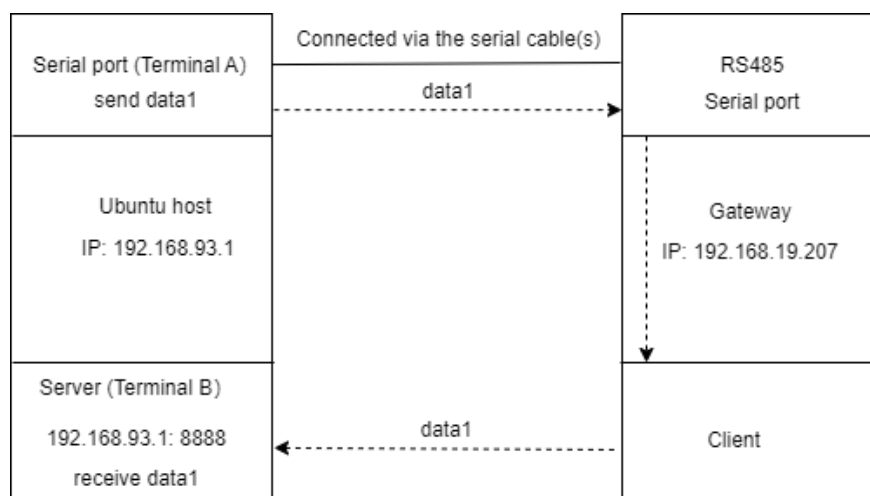 Serial port (Terminal A)
send data1
Connected via the serial cable(s)
data1
RS485
Serial port
Ubuntu host
IP: 192.168.93.1
Gateway
IP: 192.168.19.207
Server (Terminal B)
192.168.93.1: 8888
receive data1
data1
Client